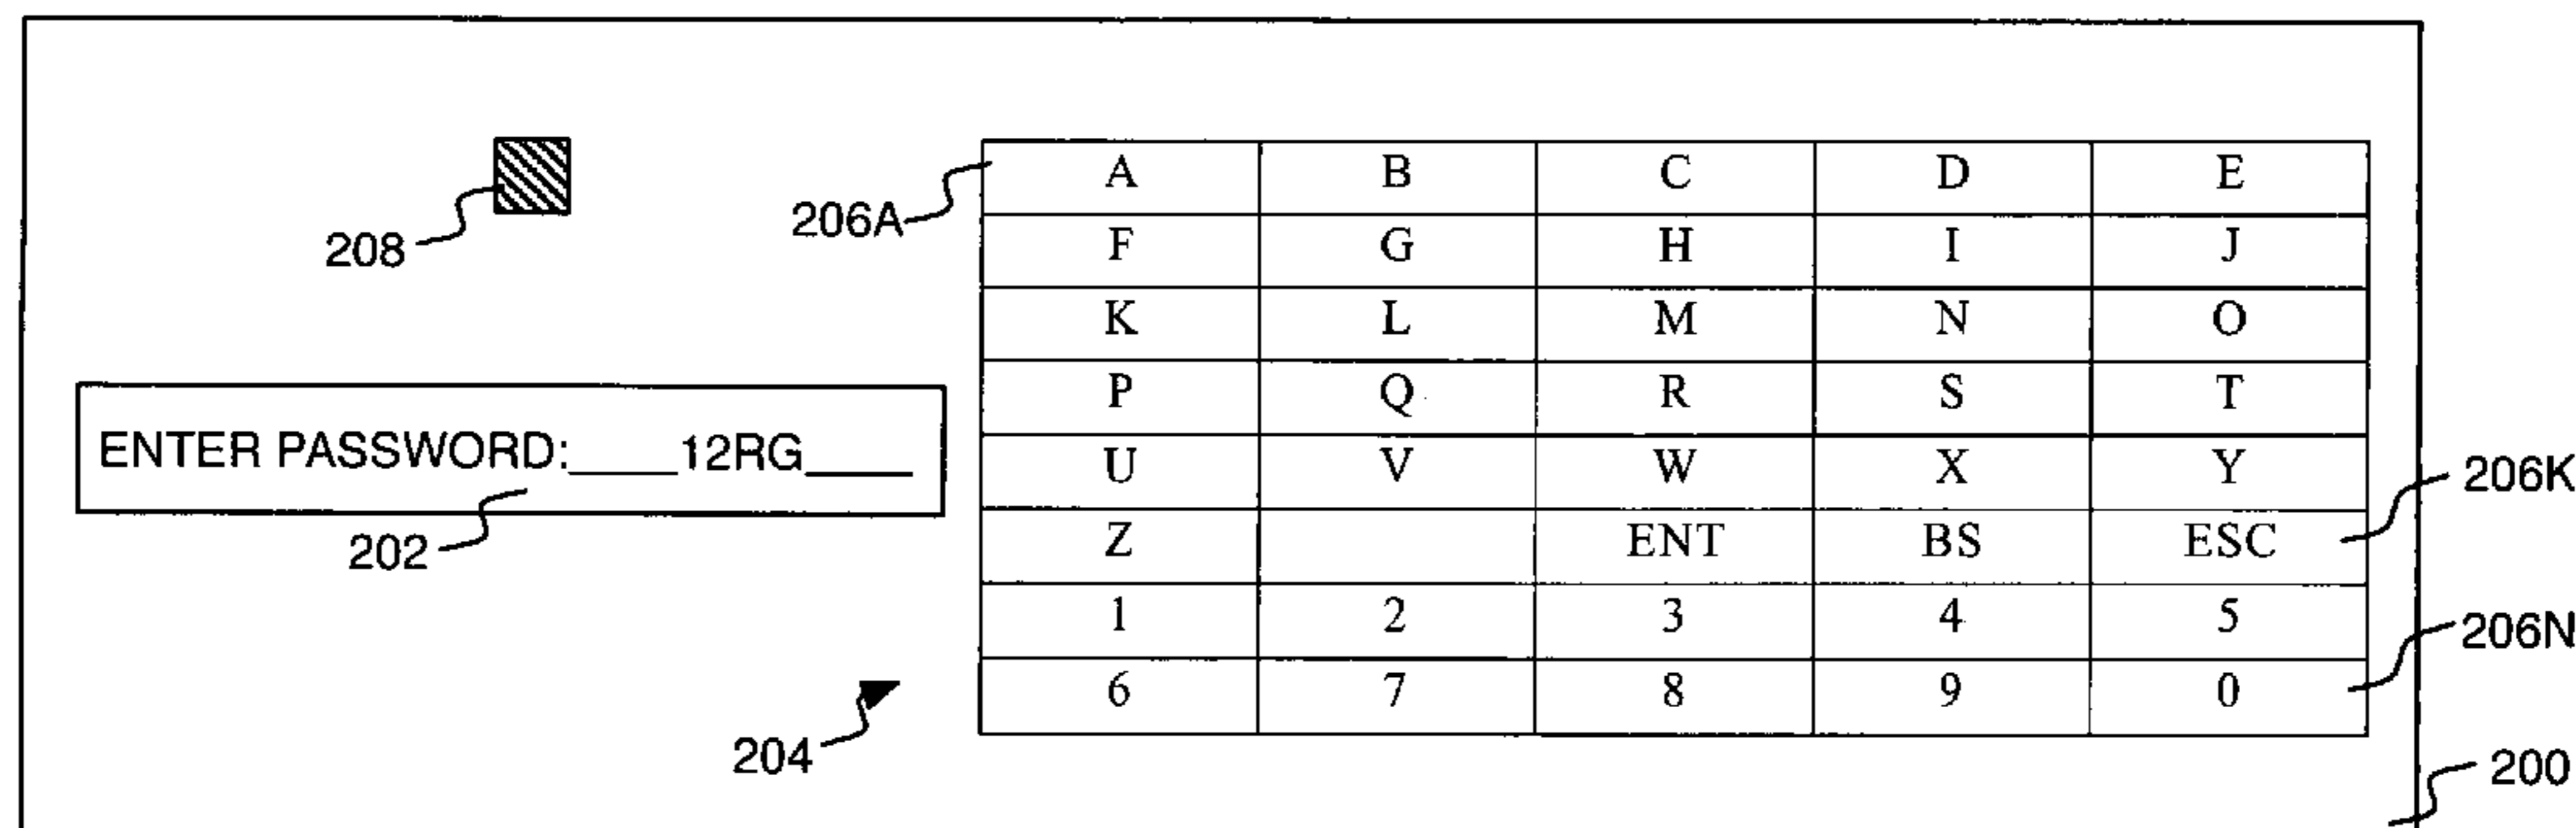 A B C D E
208 206A F G H I J
K L M N O
P Q R S T
ENTER PASSWORD:____12RG____ U V W X Y 206K
202 Z ENT BS ESC
1 2 3 4 5 206N
204 6 7 8 9 0
200